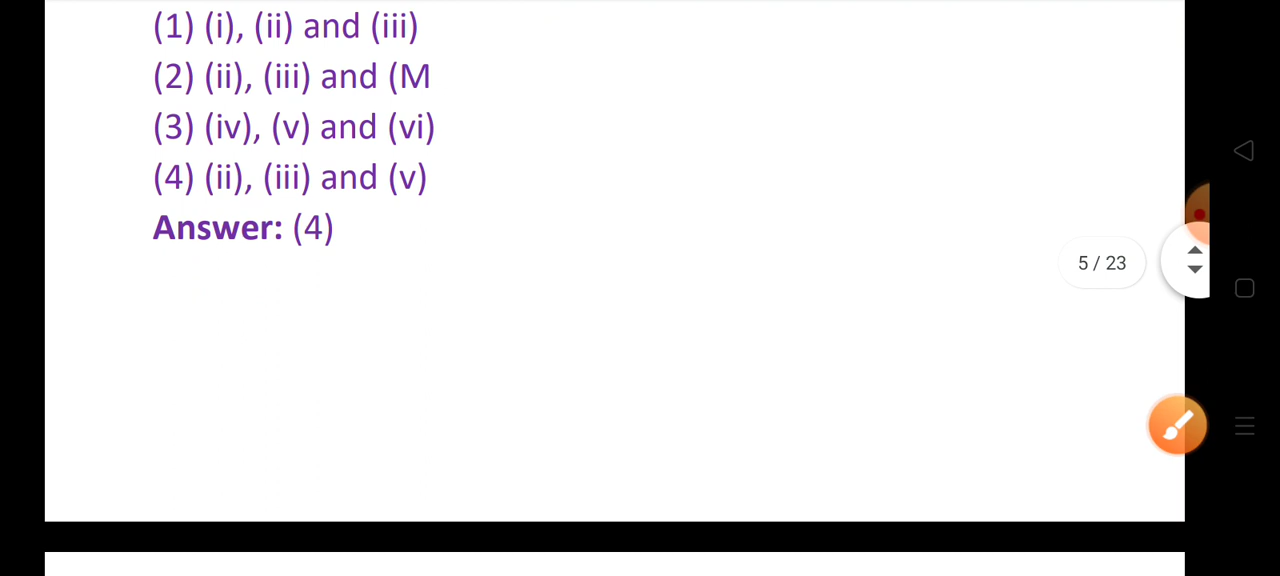 (1) (i), (ii) and (iii)
(2) (ii), (iii) and (M
(3) (iv), (v) and (vi)
(4) (ii), (iii) and (v)
Answer: (4)
5 / 23